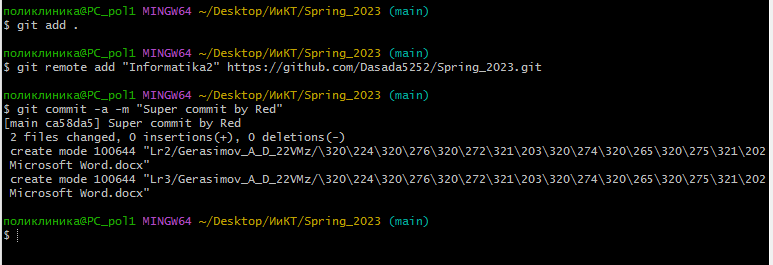 поликлиника@PC_pol1 MINGW64 ~/Desktop/ИиКТ/Spring_2023 (main)
$ git add .
поликлиника@PC_pol1 MINGW64 ~/Desktop/ИиКТ/Spring_2023 (main)
$ git remote add "Informatika2" https://github.com/Dasada5252/Spring_2023.git
поликлиника@PC_pol1 MINGW64 ~/Desktop/ИиКТ/Spring_2023 (main)
$ git commit -a -m "Super commit by Red"
[main ca58da5] Super commit by Red
 2 files changed, 0 insertions(+), 0 deletions(-)
 create mode 100644 "Lr2/Gerasimov_A_D_22VMz/\320\224\320\276\320\272\321\203\320\274\320\265\320\275\321\202
 Microsoft Word.docx"
 create mode 100644 "Lr3/Gerasimov_A_D_22VMz/\320\224\320\276\320\272\321\203\320\274\320\265\320\275\321\202
 Microsoft Word.docx"
поликлиника@PC_pol1 MINGW64 ~/Desktop/ИиКТ/Spring_2023 (main)
$